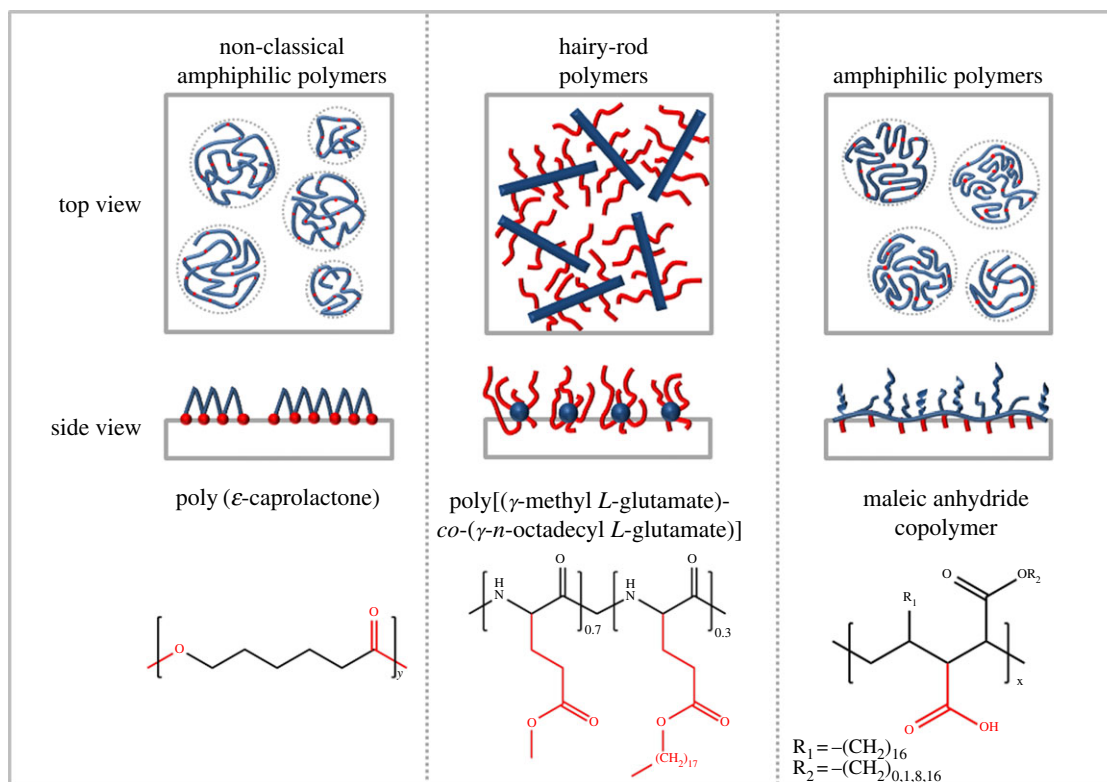 non-classical
amphiphilic polymers
hairy-rod
polymers
amphiphilic polymers
top view
side view
poly (ε-caprolactone)
O
O
y
poly[(γ-methyl L-glutamate)-
co-(γ-n-octadecyl L-glutamate)]
H
N
O
0.7
H
N
O
0.3
O
O
O
O
(CH2)17
maleic anhydride
copolymer
O
OR2
R1
x
O
OH
R1 = –(CH2)16
R2 = –(CH2)0,1,8,16